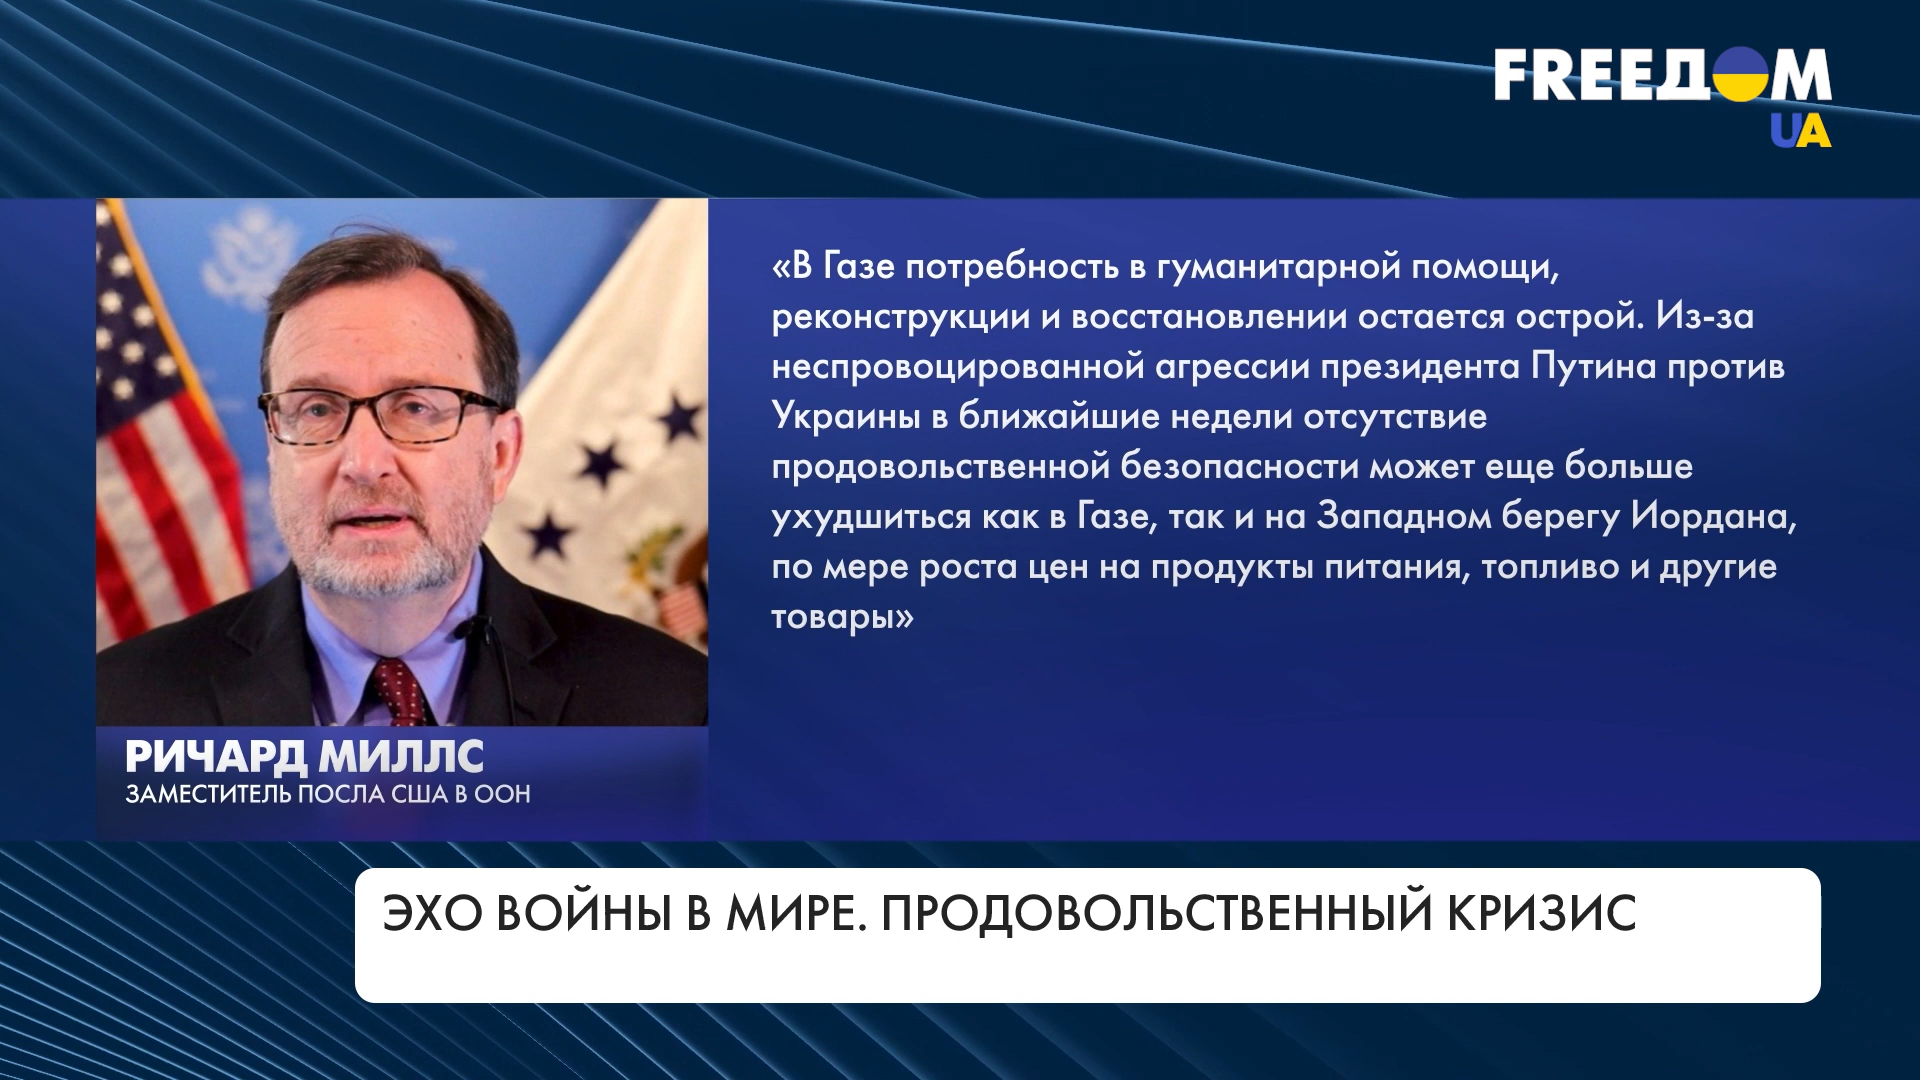 FREEДOM
UA
«В Газе потребность в гуманитарной помощи,
реконструкции и восстановлении остается острой. Из-за
неспровоцированной агрессии президента Путина против
Украины в ближайшие недели отсутствие
продовольственной безопасности может еще больше
ухудшиться как в Газе, так и на Западном берегу Иордана,
по мере роста цен на продукты питания, топливо и другие
товары»
РИЧАРД МИЛЛС
ЗАМЕСТИТЕЛЬ ПОСЛА США В ООН
ЭХО ВОЙНЫ В МИРЕ. ПРОДОВОЛЬСТВЕННЫЙ КРИЗИС